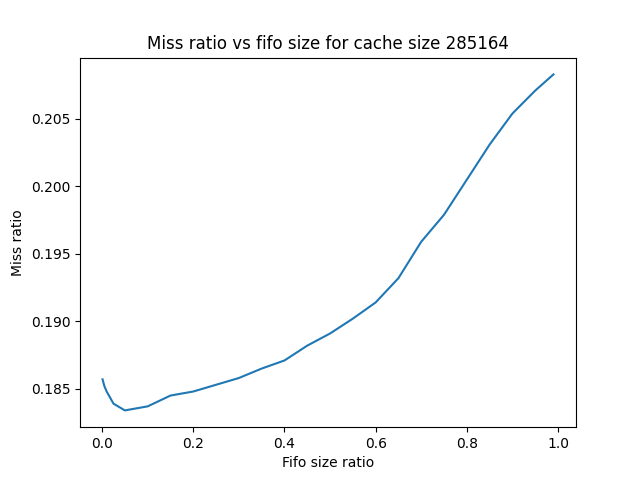 Miss ratio vs fifo size for cache size 285164
0.205
0.200
0.195
0.190
0.185
Miss ratio
0.0 0.2 0.4 0.6 0.8 1.0
Fifo size ratio